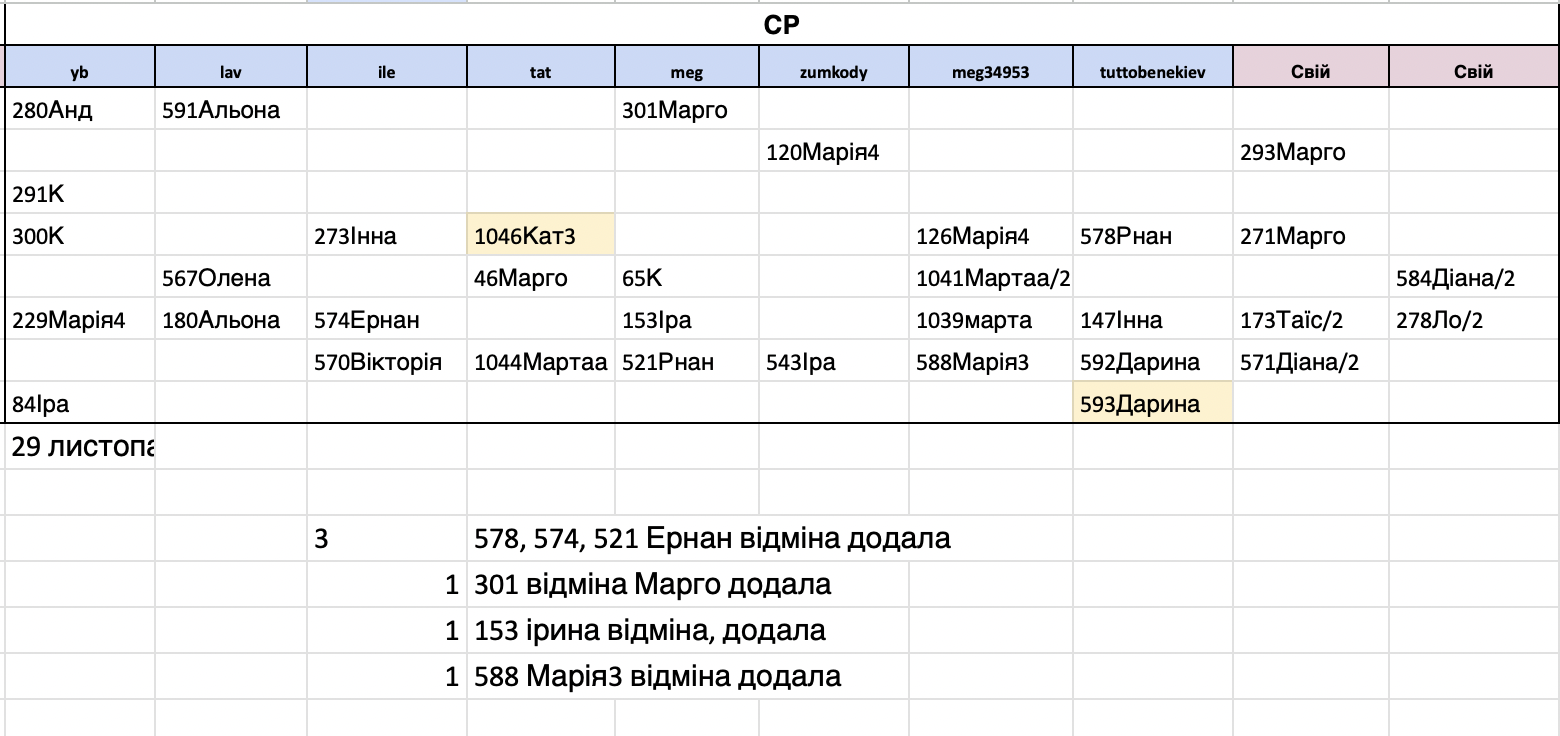 СР
yb lav ile tat meg zumkody meg34953 tuttobenekiev Свій Свій
280Анд 591Альона 301Марго
120Марія4 293Марго
291К
300К 273Інна 1046Кат3 126Марія4 578Рнан 271Марго
567Олена 46Марго 65К 1041Мартаа/2 584Діана/2
229Марія4 180Альона 574Ернан 153Іра 1039марта 147Інна 173Таїс/2 278Ло/2
570Вікторія 1044Мартаа 521Рнан 543Іра 588Марія3 592Дарина 571Діана/2
84Іра 593Дарина
29 листопа
3 578, 574, 521 Ернан відміна додала
1 301 відміна Марго додала
1 153 ірина відміна, додала
1 588 Марія3 відміна додала